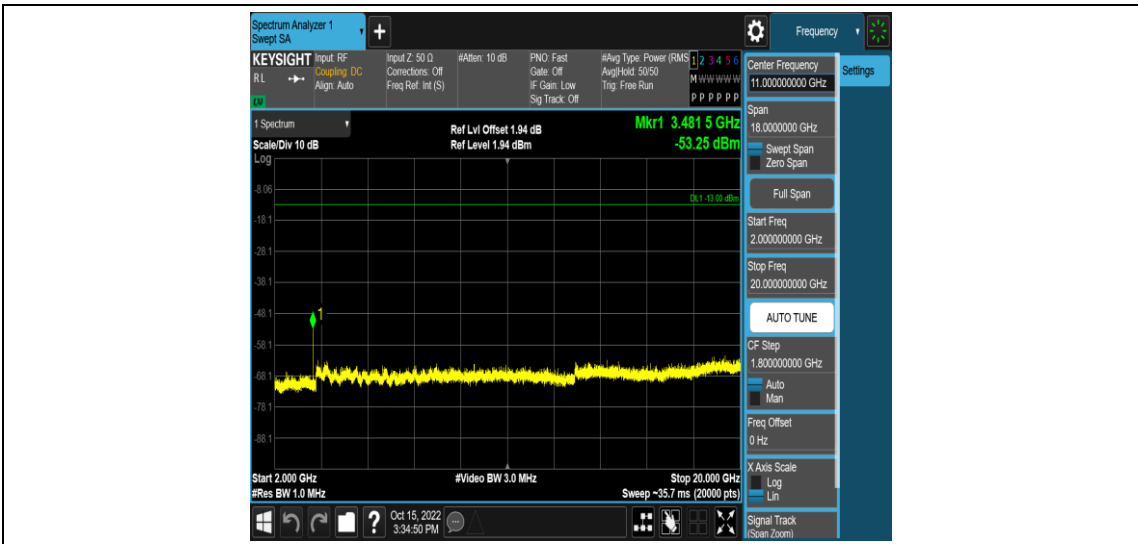 Spectrum Analyzer 1
Swept SA
Frequency
KEYSIGHT
RL
Input: RF
Coupling: DC
Align: Auto
Input Z: 50 Ω
Corrections: Off
Freq Ref: Int (S)
#Atten: 10 dB
PNO: Fast
Gate: Off
IF Gain: Low
Sig Track: Off
#Avg Type: Power (RMS
Avg|Hold: 50/50
Trig: Free Run
1 2 3 4 5 6
M W W W W W
P P P P P P
1 Spectrum
Scale/Div 10 dB
Log
Ref Lvl Offset 1.94 dB
Ref Level 1.94 dBm
Mkr1 3.481 5 GHz
-53.25 dBm
DL1 -13.00 dBm
-8.06
-18.1
-28.1
-38.1
-48.1
1
-58.1
-68.1
-78.1
-88.1
Start 2.000 GHz
#Res BW 1.0 MHz
#Video BW 3.0 MHz
Stop 20.000 GHz
Sweep ~35.7 ms (20000 pts)
Oct 15, 2022
3:34:50 PM
?
Center Frequency
11.000000000 GHz
Settings
Span
18.0000000 GHz
Swept Span
Zero Span
Full Span
Start Freq
2.000000000 GHz
Stop Freq
20.000000000 GHz
AUTO TUNE
CF Step
1.800000000 GHz
Auto
Man
Freq Offset
0 Hz
X Axis Scale
Log
Lin
Signal Track
(Span Zoom)